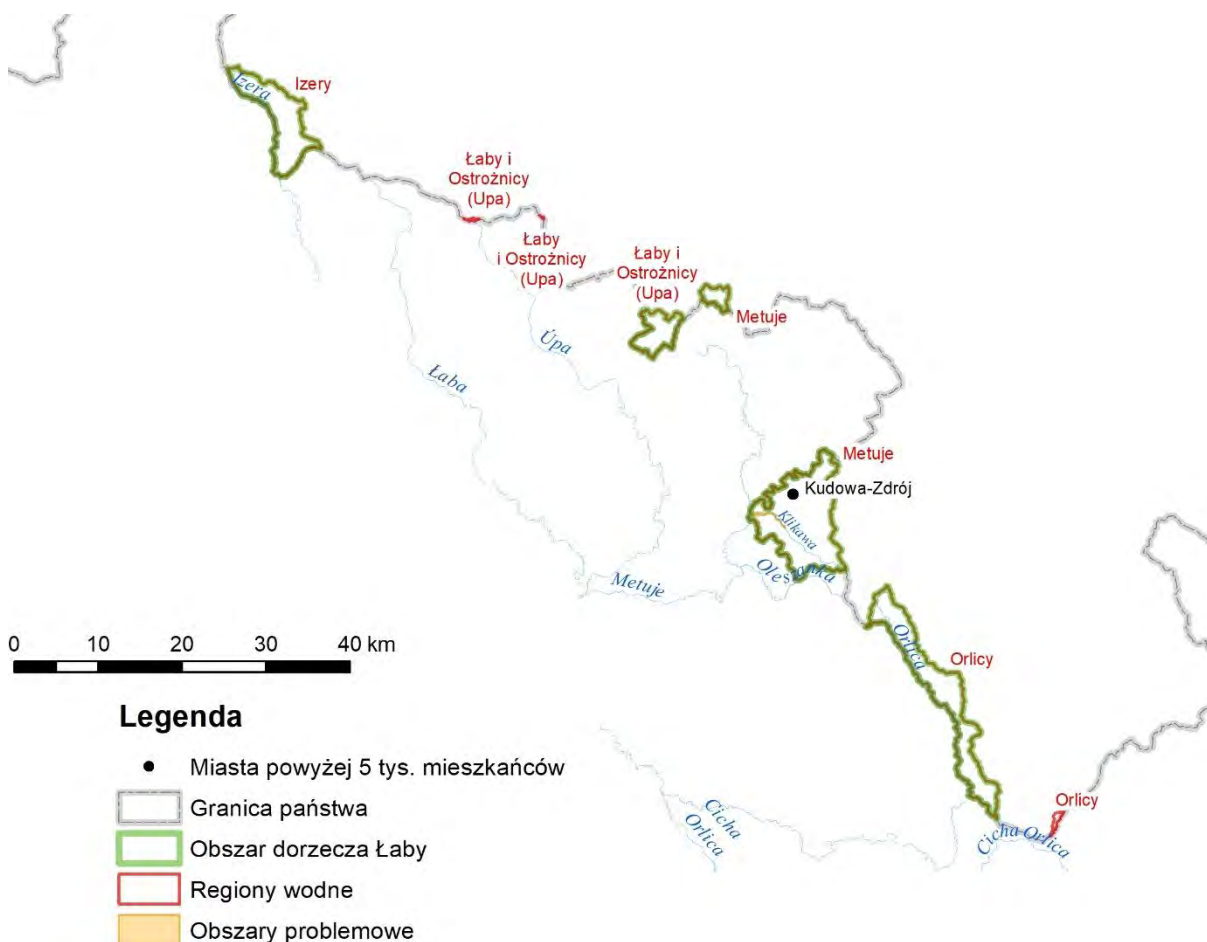 Izera
Izery
Łaby i
Ostrożnicy
(Upa)
Łaby
i Ostrożnicy
(Upa)
Łaby i
Ostrożnicy
(Upa)
Metuje
Úpa
Łaba
Metuje
Kudowa-Zdrój
Klikawa
Metuje
Oleszanka
0 10 20 30 40 km
Orlica
Orlicy
Legenda
Miasta powyżej 5 tys. mieszkańców
Granica państwa
Obszar dorzecza Łaby
Regiony wodne
Obszary problemowe
Cicha
Orlica
Orlicy
Cicha Orlica